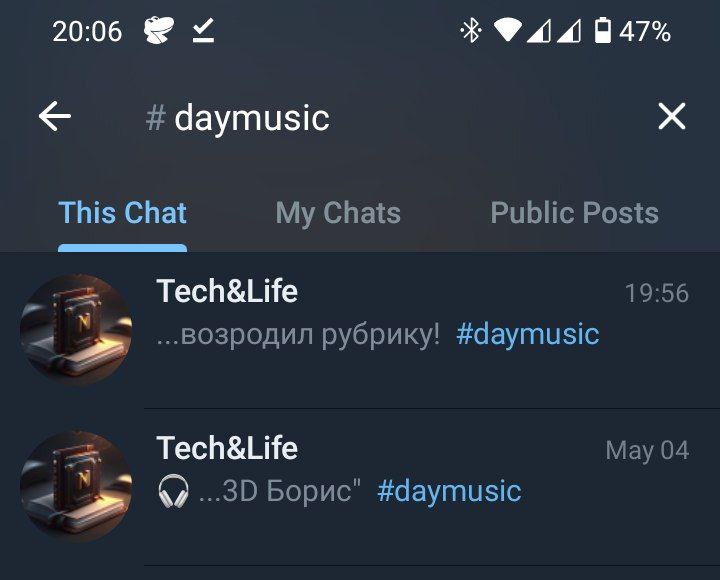 20:06 47%
# daymusic
This Chat My Chats Public Posts
Tech&Life 19:56
...возродил рубрику! #daymusic
N
Tech&Life May 04
🎧 ...3D Борис" #daymusic
N